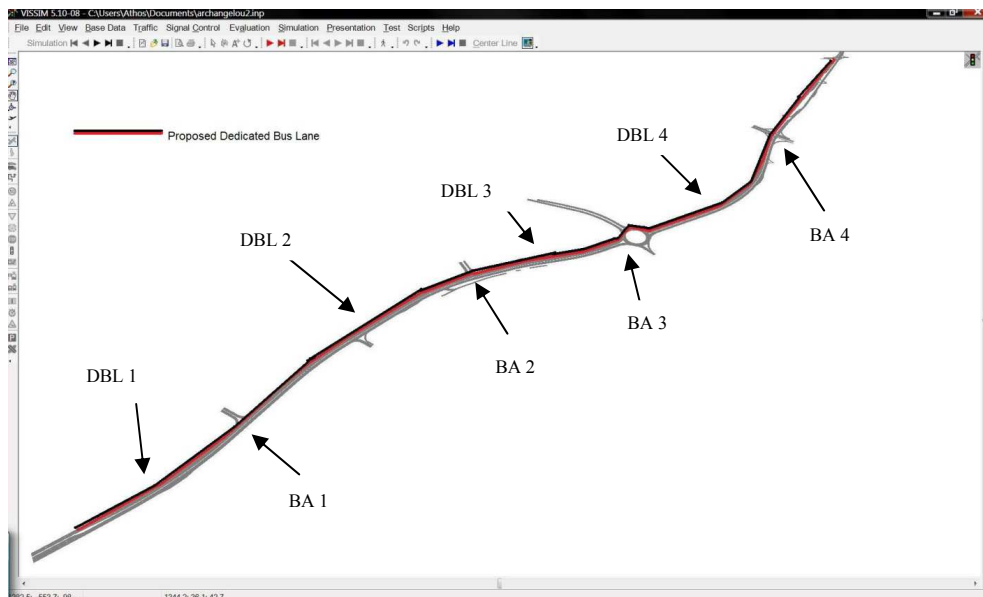 VISSIM 5.10-08 - C:\Users\Athos\Documents\archangelou2.inp
File Edit View Base Data Traffic Signal Control Evaluation Simulation Presentation Test Scripts Help
Simulation Center Line
Proposed Dedicated Bus Lane
DBL 4
DBL 3
BA 4
DBL 2
BA 3
BA 2
DBL 1
BA 1